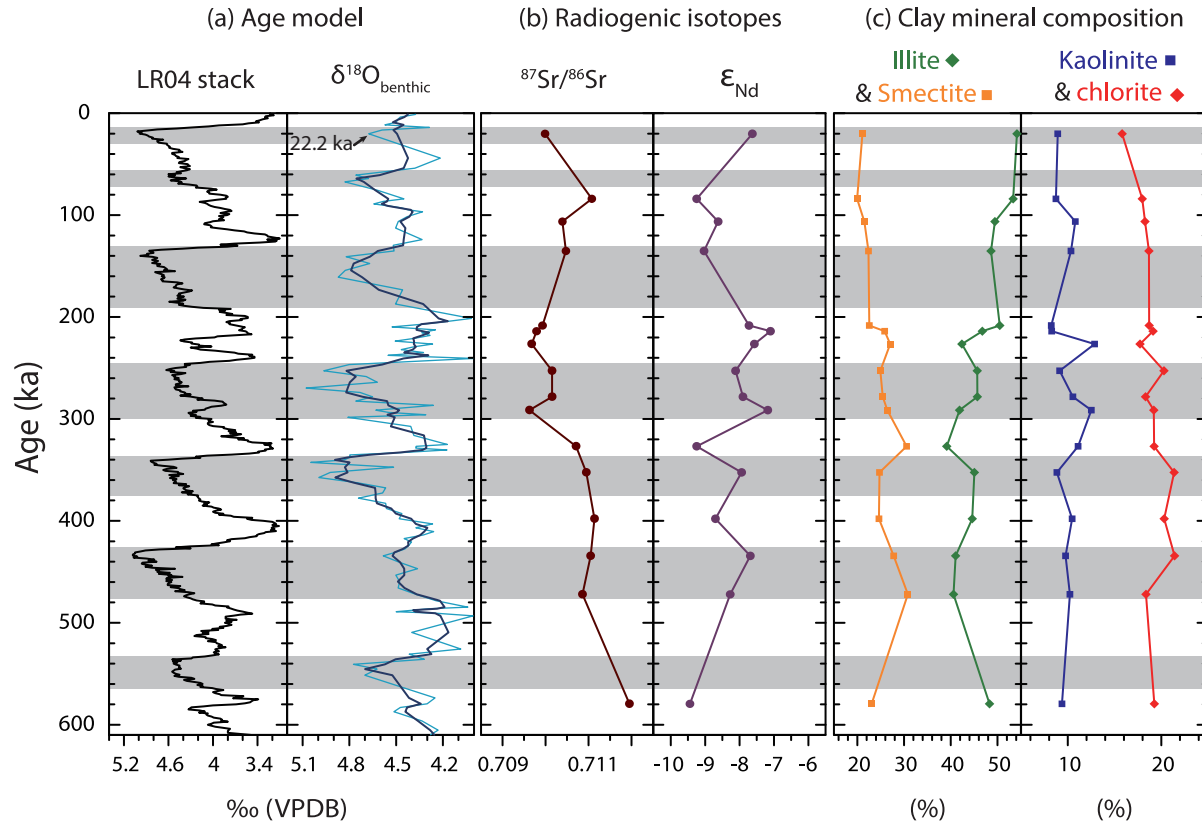 (a) Age model
(b) Radiogenic isotopes
(c) Clay mineral composition
LR04 stack
δ¹⁸O benthic
⁸⁷Sr/⁸⁶Sr
εNd
Illite
& Smectite
Kaolinite
& chlorite
22.2 ka
Age (ka)
0
100
200
300
400
500
600
5.2 4.6 4 3.4
4.8 4.5 4.2
0.709 0.711
-10 -9 -8 -7 -6
20 30 40 50
10 20
‰ (VPDB)
(%)
(%)